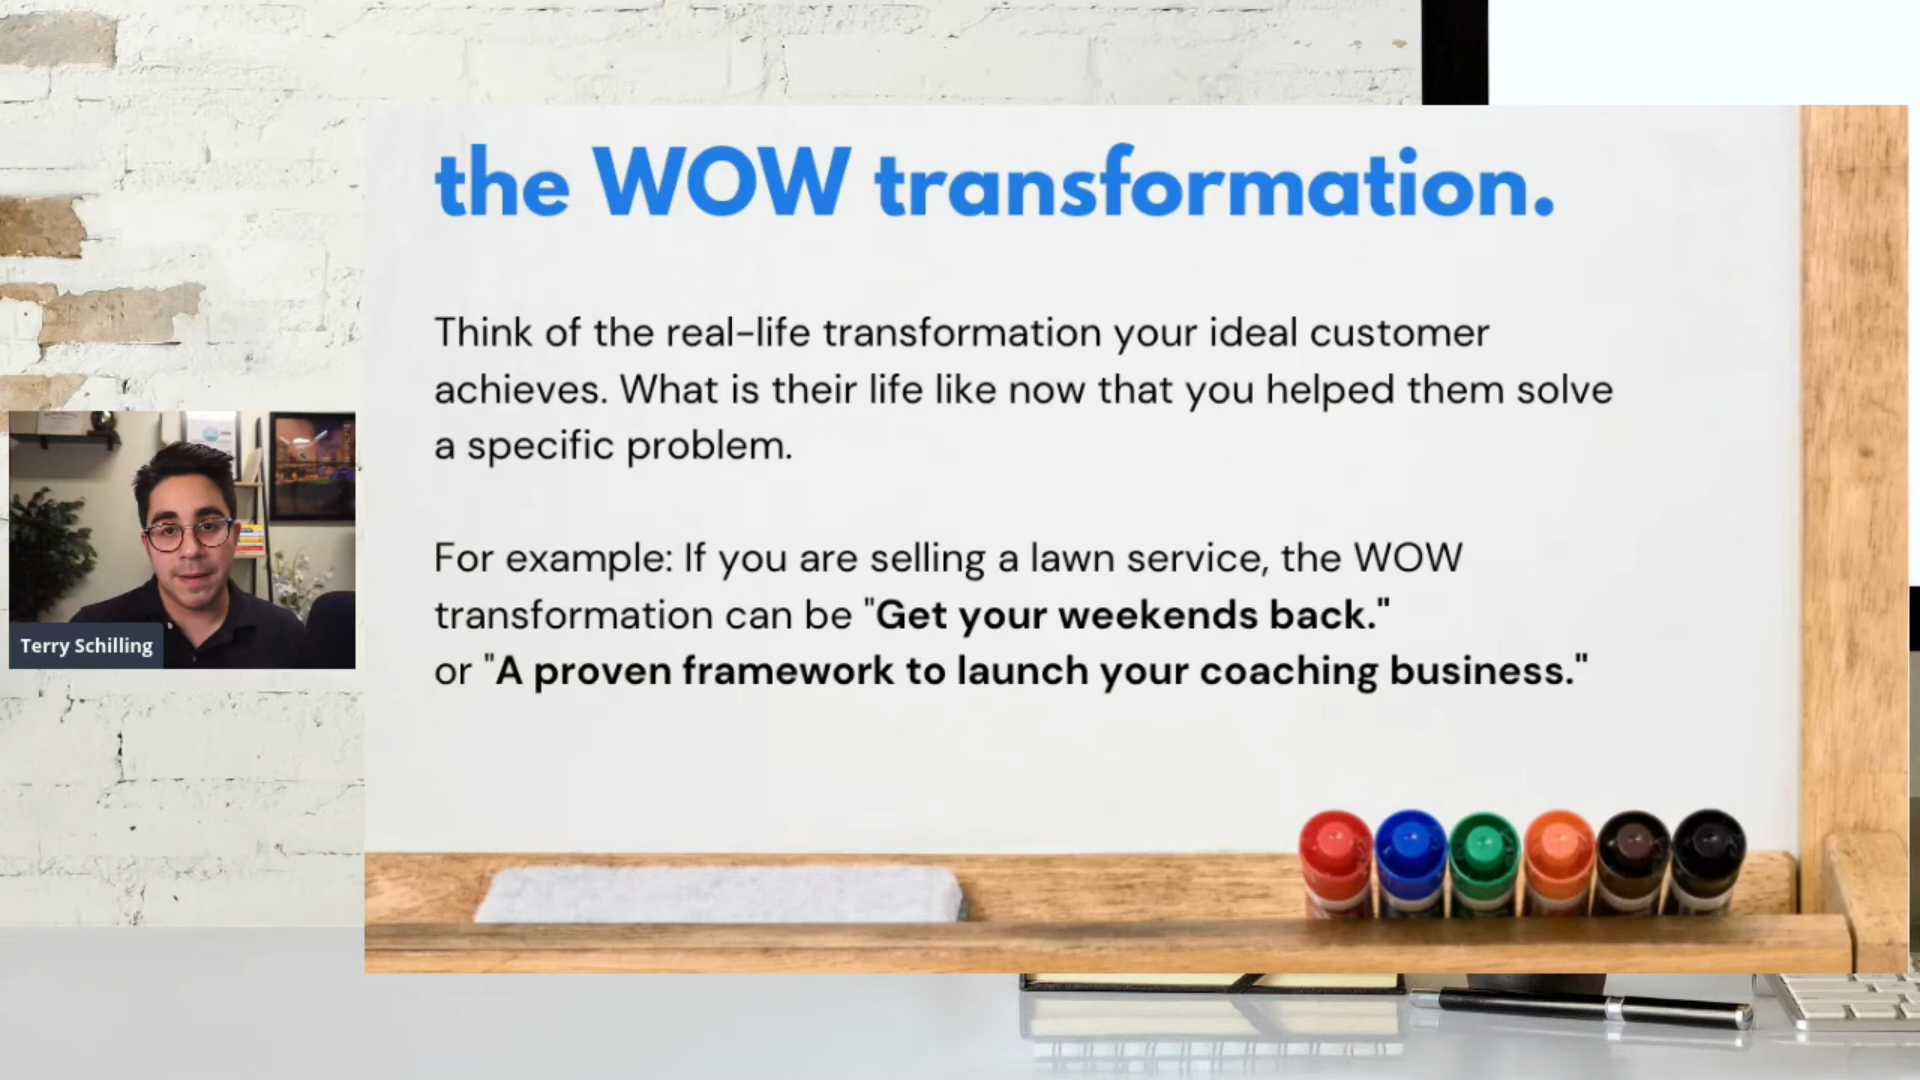 the WOW transformation.
Think of the real-life transformation your ideal customer
achieves. What is their life like now that you helped them solve
a specific problem.
For example: If you are selling a lawn service, the WOW
transformation can be "Get your weekends back."
or "A proven framework to launch your coaching business."
Terry Schilling